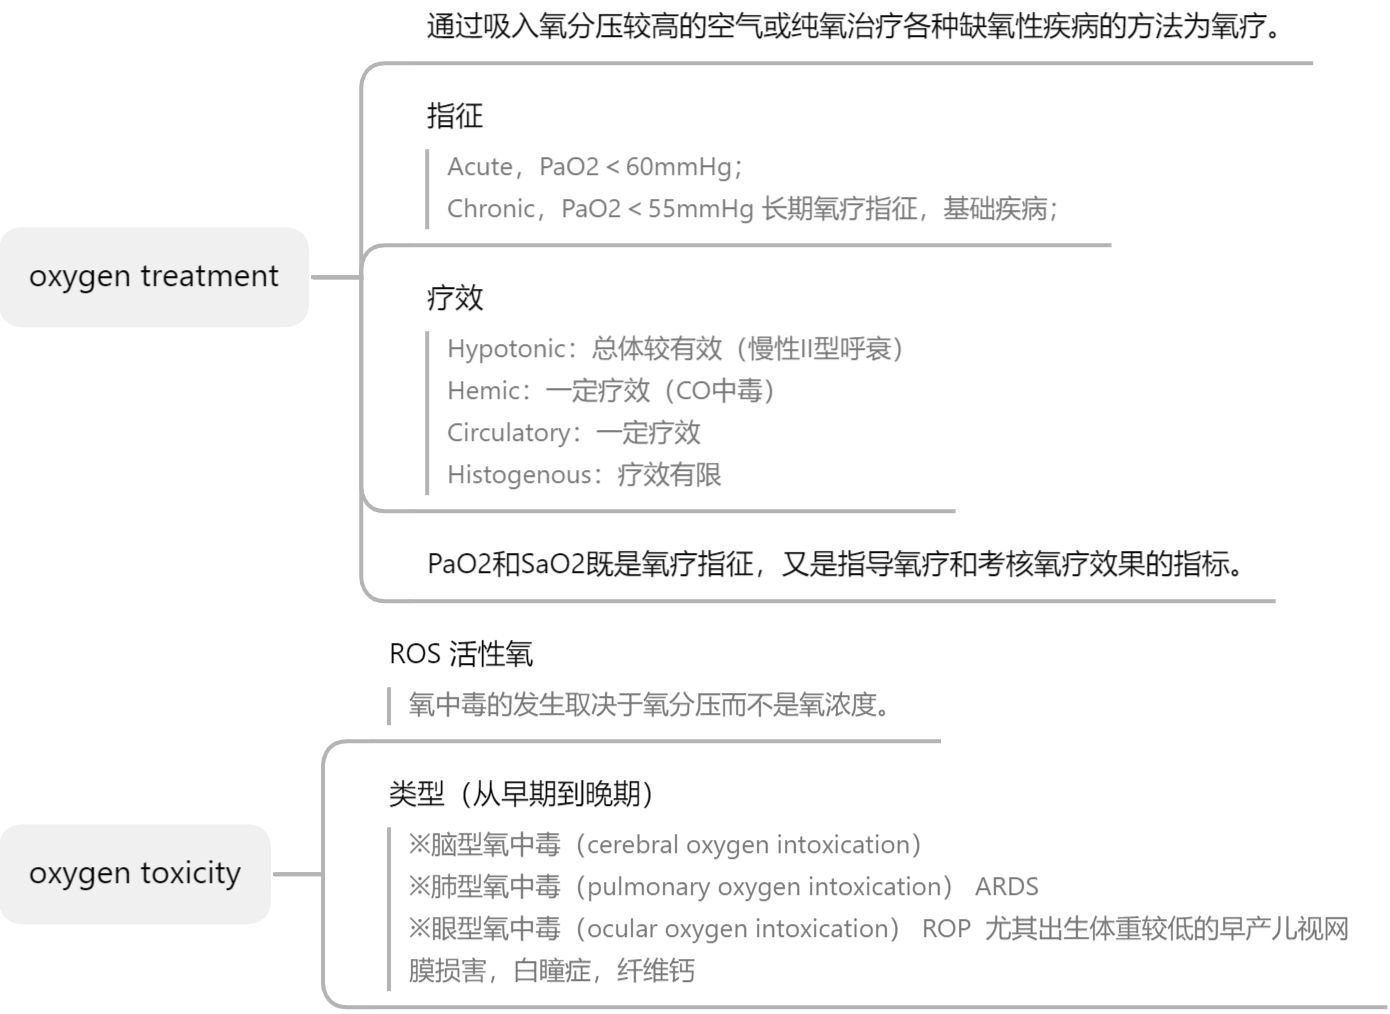 通过吸入氧分压较高的空气或纯氧治疗各种缺氧性疾病的方法为氧疗。
指征
Acute，PaO2＜60mmHg；
Chronic，PaO2＜55mmHg 长期氧疗指征，基础疾病；
oxygen treatment
疗效
Hypotonic：总体较有效（慢性II型呼衰）
Hemic：一定疗效（CO中毒）
Circulatory：一定疗效
Histogenous：疗效有限
PaO2和SaO2既是氧疗指征，又是指导氧疗和考核氧疗效果的指标。
ROS 活性氧
氧中毒的发生取决于氧分压而不是氧浓度。
类型（从早期到晚期）
※脑型氧中毒（cerebral oxygen intoxication）
oxygen toxicity
※肺型氧中毒（pulmonary oxygen intoxication） ARDS
※眼型氧中毒（ocular oxygen intoxication） ROP 尤其出生体重较低的早产儿视网
膜损害，白瞳症，纤维钙